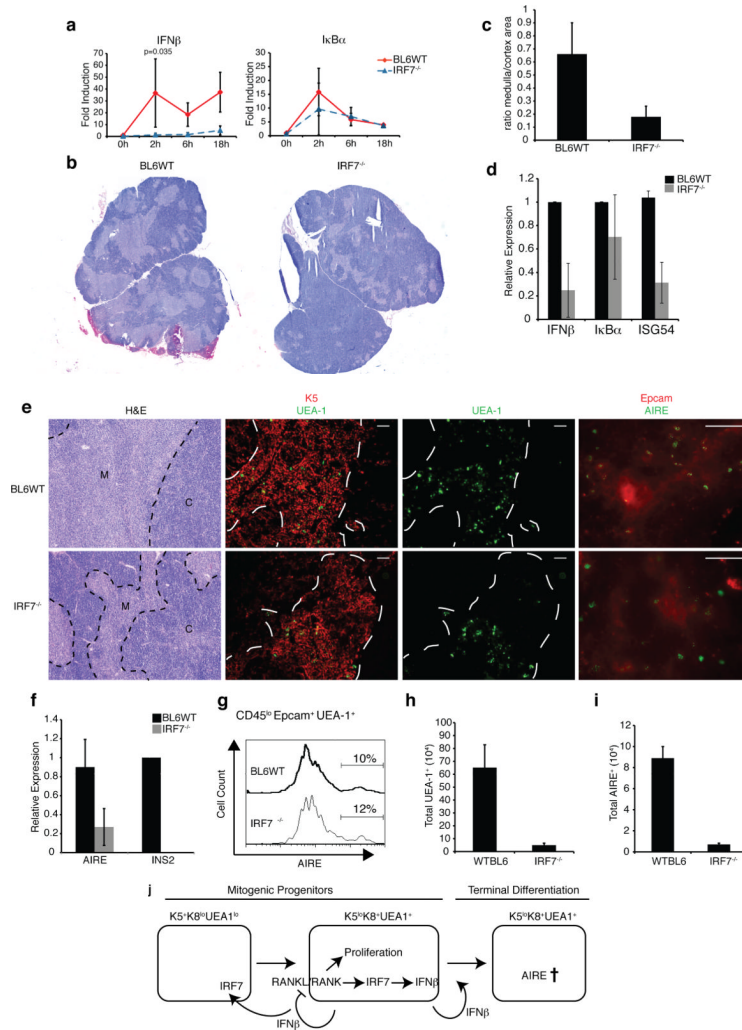 a
IFNβ
p=0.035
Fold Induction
70
60
50
40
30
20
10
0
0h 2h 6h 18h
IκBα
Fold Induction
30
25
20
15
10
5
0
0h 2h 6h 18h
BL6WT
IRF7-/-
b
BL6WT
IRF7-/-
c
ratio medulla/cortex area
1
0.9
0.8
0.7
0.6
0.5
0.4
0.3
0.2
0.1
0
BL6WT IRF7-/-
d
BL6WT
IRF7-/-
Relative Expression
1.2
1
0.8
0.6
0.4
0.2
0
IFNβ IκBα ISG54
e
H&E
K5
UEA-1
UEA-1
Epcam
AIRE
BL6WT
M
C
IRF7-/-
M
C
f
BL6WT
IRF7-/-
Relative Expression
1.4
1.2
1
0.8
0.6
0.4
0.2
0
AIRE INS2
g
CD45lo Epcam+ UEA-1+
Cell Count
BL6WT
10%
IRF7 -/-
12%
AIRE
h
Total UEA-1+ (10⁴)
100
90
80
70
60
50
40
30
20
10
0
WTBL6 IRF7-/-
i
Total AIRE+ (10⁴)
12
10
8
6
4
2
0
WTBL6 IRF7-/-
j
Mitogenic Progenitors
Terminal Differentiation
K5+K8loUEA1lo
K5loK8+UEA1+
K5loK8+UEA1+
Proliferation
IRF7
RANKL/RANK
IRF7
IFNβ
AIRE †
IFNβ
IFNβ